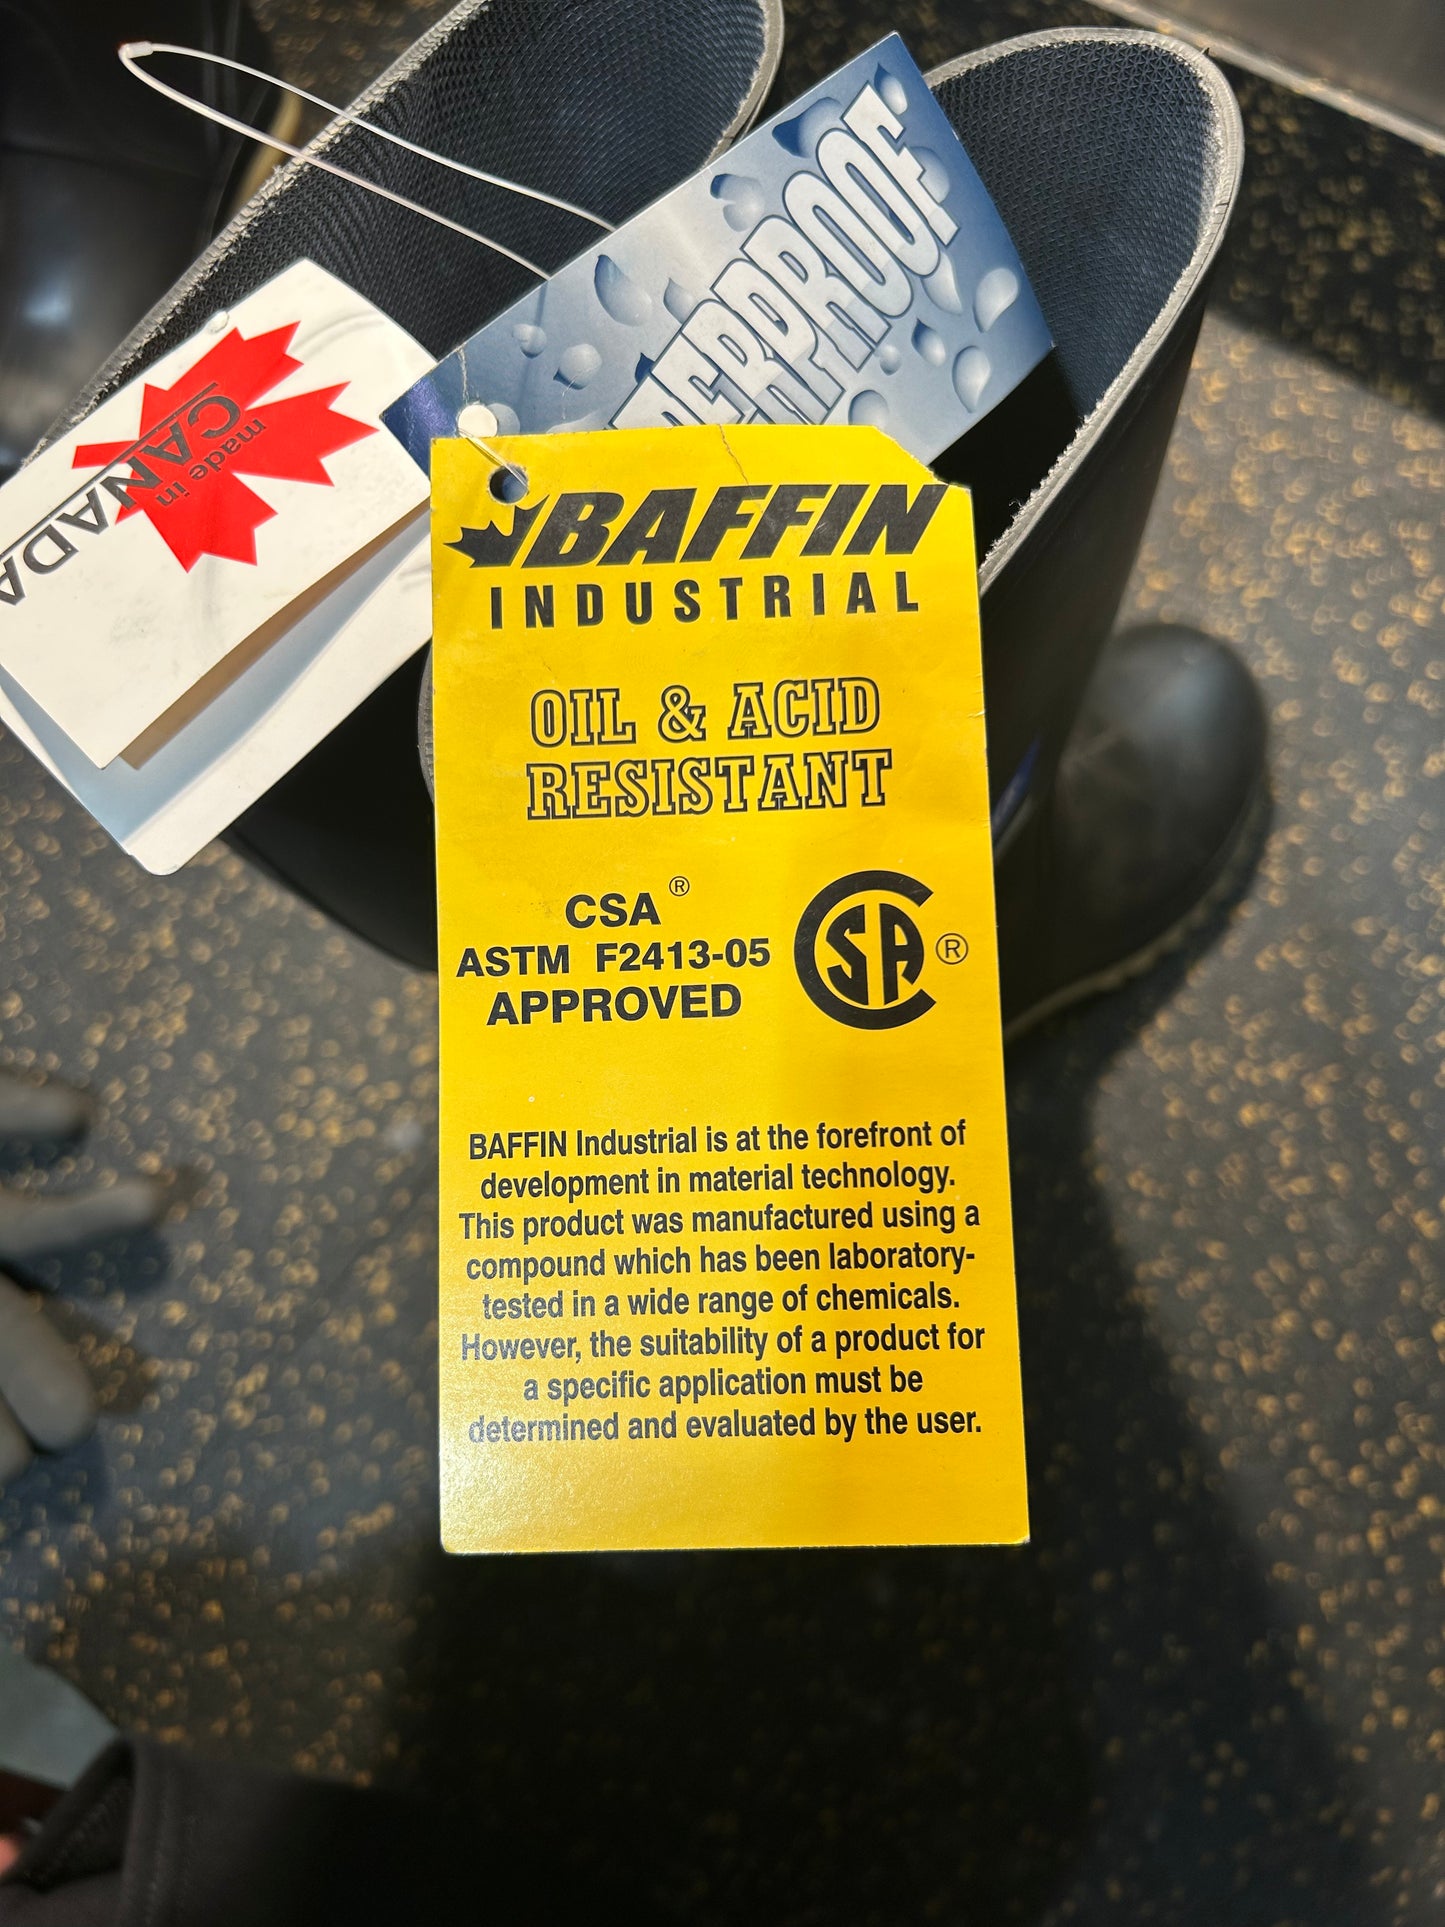 made in
CANADA
BAFFIN
INDUSTRIAL
OIL & ACID
RESISTANT
CSA®
ASTM F2413-05
APPROVED
CSA®
BAFFIN Industrial is at the forefront of
development in material technology.
This product was manufactured using a
compound which has been laboratory-
tested in a wide range of chemicals.
However, the suitability of a product for
a specific application must be
determined and evaluated by the user.